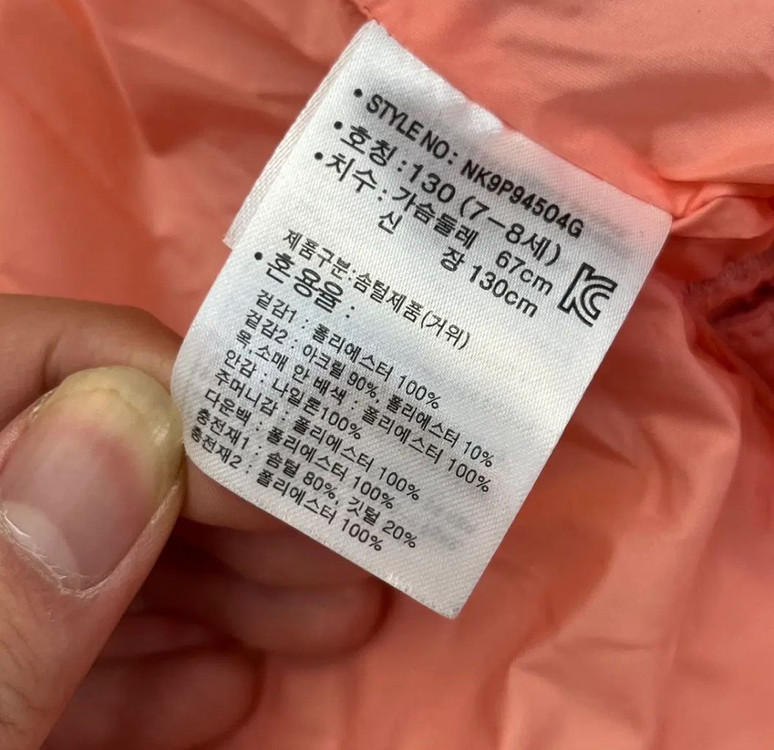 • STYLE NO : NK9P94504G
• 호칭 : 130 (7-8세)
• 치수 : 가슴둘레 67cm
신 장 130cm
KC
제품구분:솜털제품(거위)
• 혼용율 :
겉감1 : 폴리에스터 100%
겉감2 : 아크릴 90%, 폴리에스터 10%
목, 소매 안 배색 : 폴리에스터 100%
안감 : 나일론100%
주머니감 : 폴리에스터 100%
다운백 : 폴리에스터 100%
충전재1 : 솜털 80%, 깃털 20%
충전재2 : 폴리에스터 100%